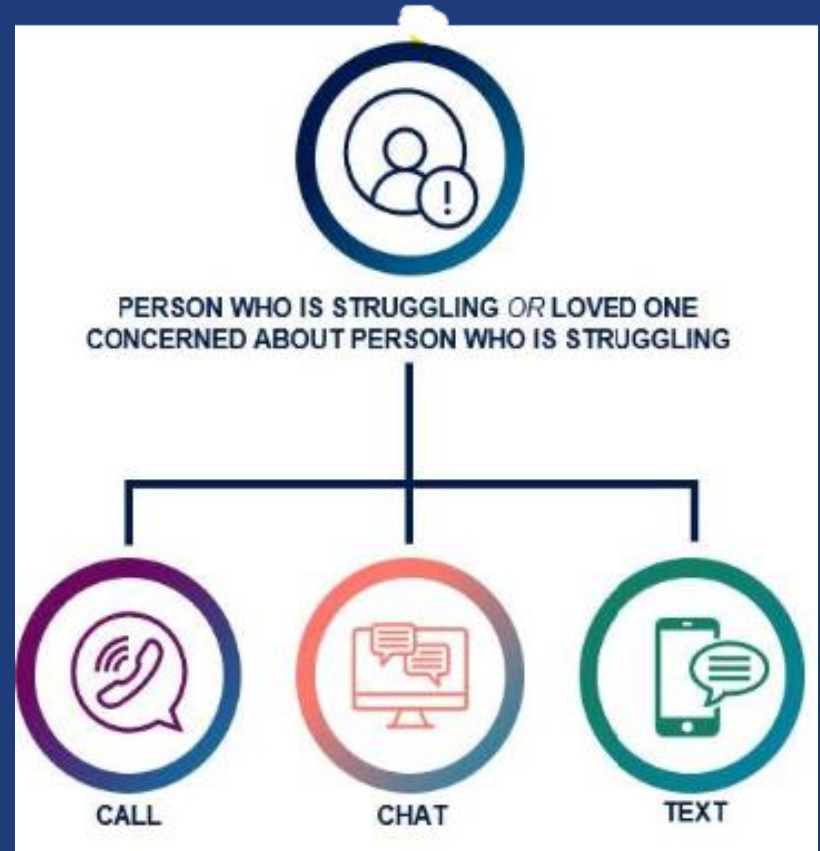 PERSON WHO IS STRUGGLING OR LOVED ONE
CONCERNED ABOUT PERSON WHO IS STRUGGLING
CALL
CHAT
TEXT